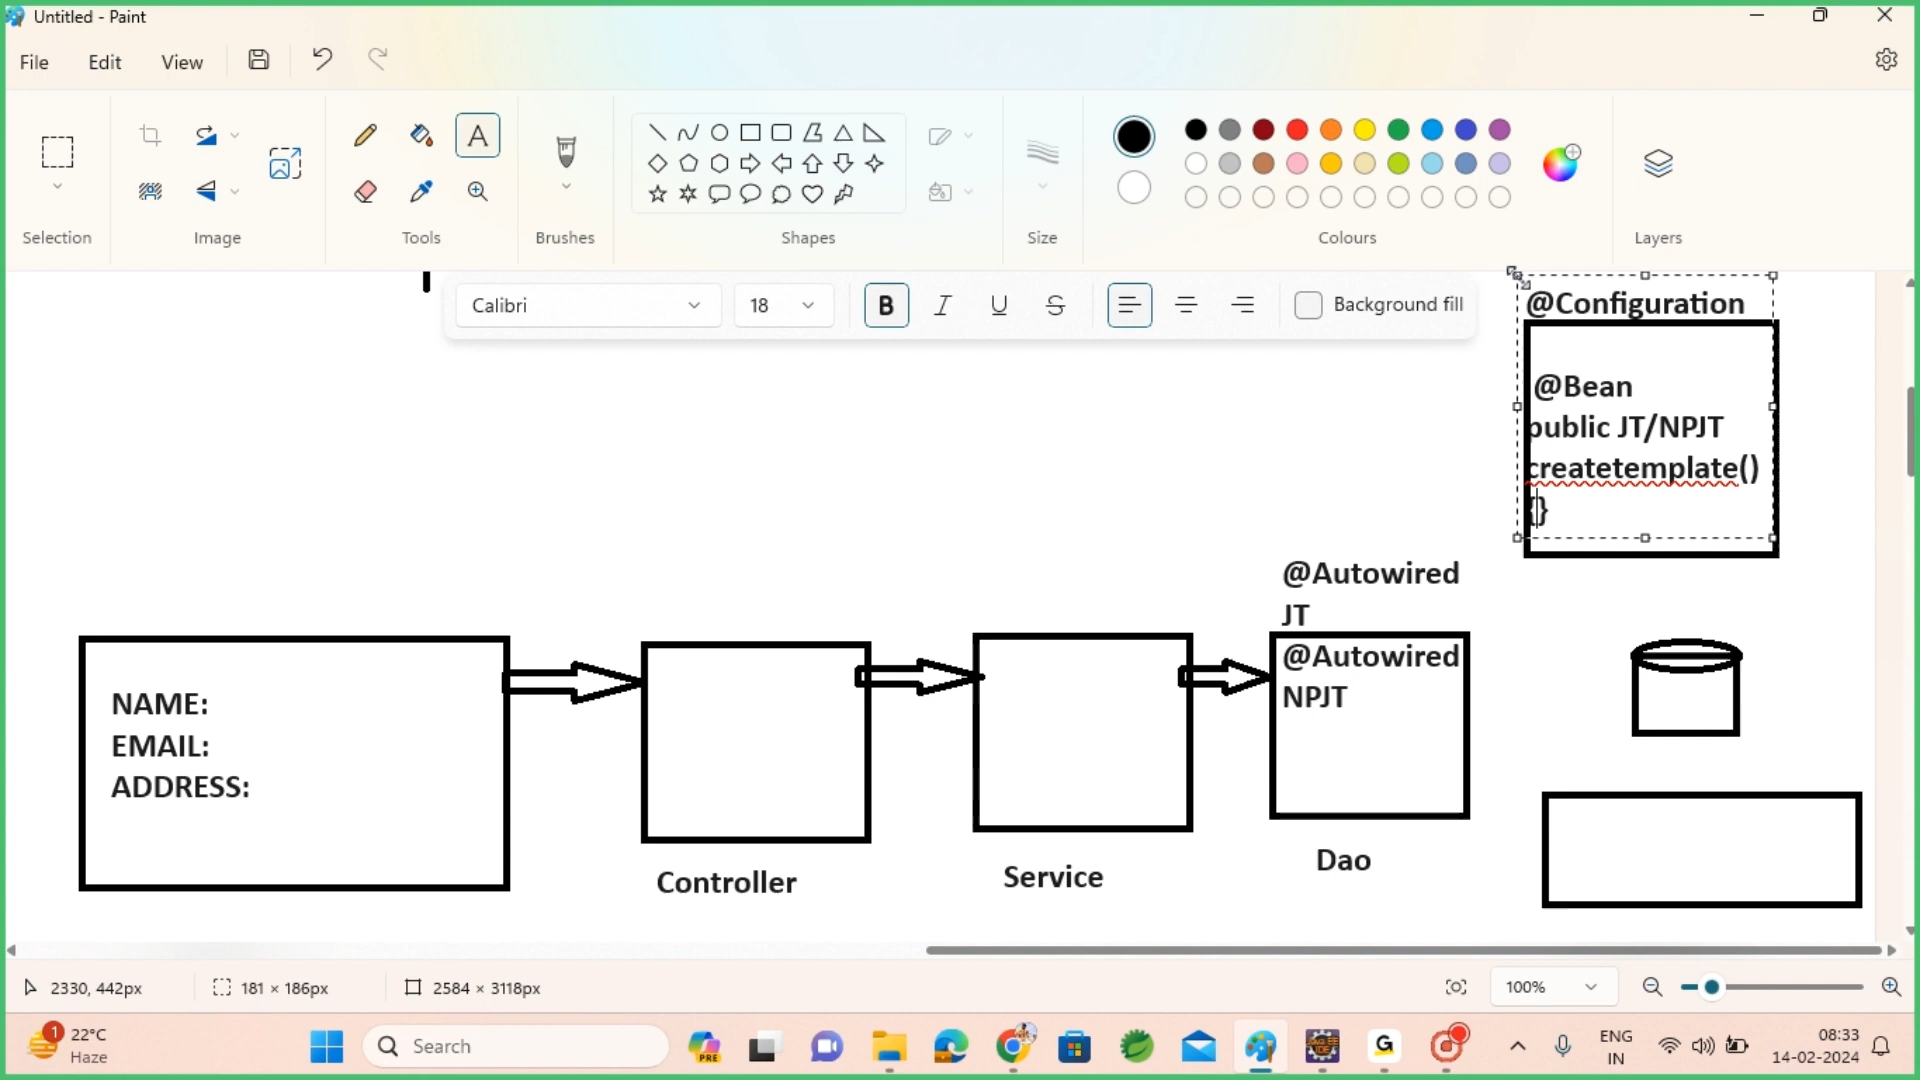 Untitled - Paint
File
Edit
View
Selection
Image
Tools
Brushes
Shapes
Size
Colours
Layers
Calibri
18
B
I
U
S
Background fill
@Configuration
@Bean
public JT/NPJT
createtemplate()
{}
@Autowired
JT
@Autowired
NPJT
NAME:
EMAIL:
ADDRESS:
Controller
Service
Dao
2330, 442px
181 × 186px
2584 × 3118px
100%
1
22°C
Haze
Search
PRE
ENG
IN
08:33
14-02-2024